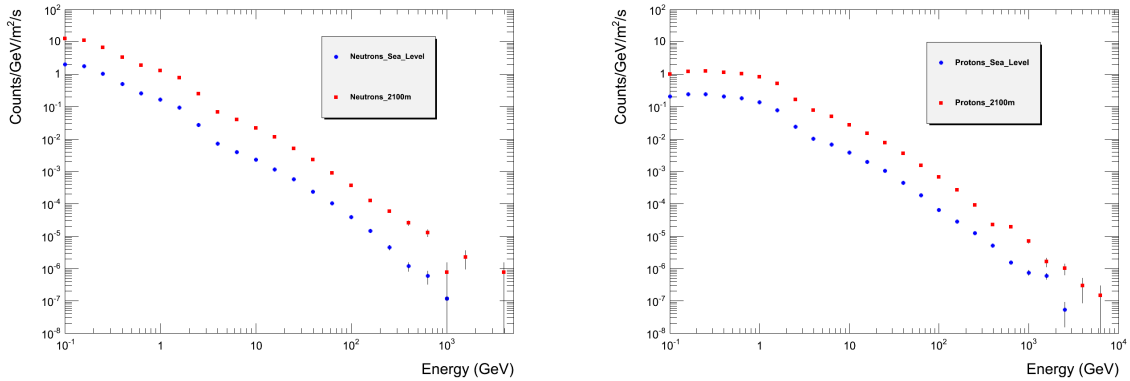 Counts/GeV/m²/s
10²
10
1
10⁻¹
10⁻²
10⁻³
10⁻⁴
10⁻⁵
10⁻⁶
10⁻⁷
10⁻⁸
Neutrons_Sea_Level
Neutrons_2100m
10⁻¹ 1 10 10² 10³
Energy (GeV)
Counts/GeV/m²/s
10²
10
1
10⁻¹
10⁻²
10⁻³
10⁻⁴
10⁻⁵
10⁻⁶
10⁻⁷
10⁻⁸
Protons_Sea_Level
Protons_2100m
10⁻¹ 1 10 10² 10³ 10⁴
Energy (GeV)